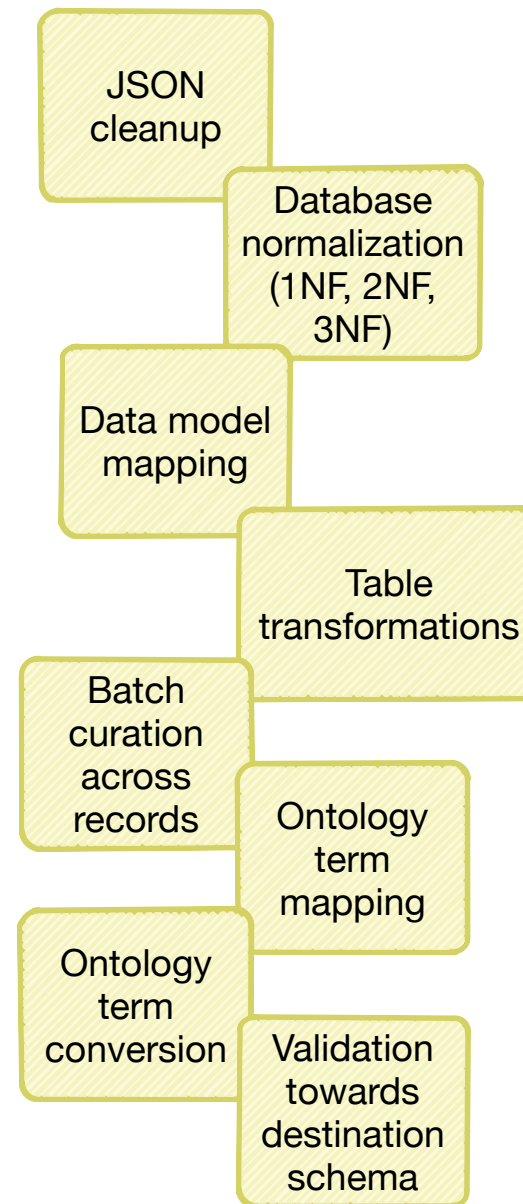 JSON
cleanup
Database
normalization
(1NF, 2NF,
3NF)
Data model
mapping
Table
transformations
Batch
curation
across
records
Ontology
term
mapping
Ontology
term
conversion
Validation
towards
destination
schema